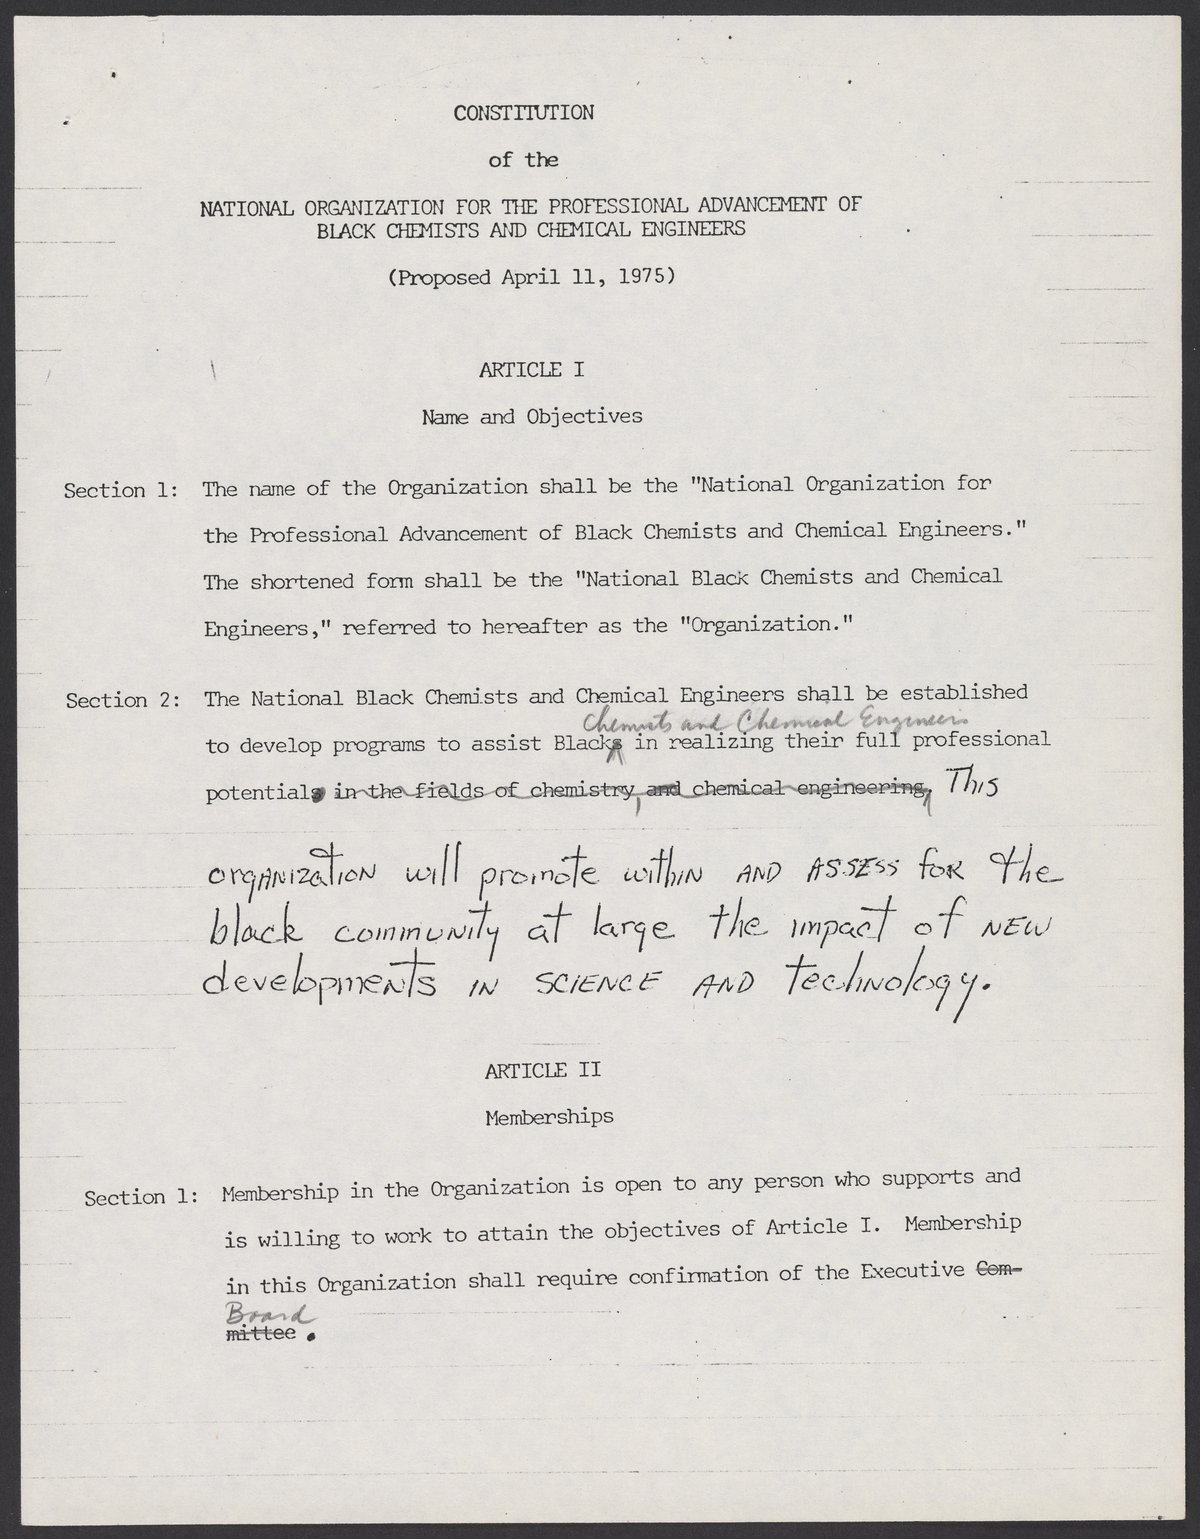 CONSTITUTION
of the
NATIONAL ORGANIZATION FOR THE PROFESSIONAL ADVANCEMENT OF
BLACK CHEMISTS AND CHEMICAL ENGINEERS
(Proposed April 11, 1975)
ARTICLE I
Name and Objectives
Section 1: The name of the Organization shall be the "National Organization for
the Professional Advancement of Black Chemists and Chemical Engineers."
The shortened form shall be the "National Black Chemists and Chemical
Engineers," referred to hereafter as the "Organization."
Section 2: The National Black Chemists and Chemical Engineers shall be established
Chemists and Chemical Engineers
to develop programs to assist Blacks in realizing their full professional
potentials in the fields of chemistry, and chemical engineering, This
organization will promote within and assess for the
black community at large the impact of new
developments in science and technology.
ARTICLE II
Memberships
Section 1: Membership in the Organization is open to any person who supports and
is willing to work to attain the objectives of Article I. Membership
in this Organization shall require confirmation of the Executive Com-
Board
mittee.